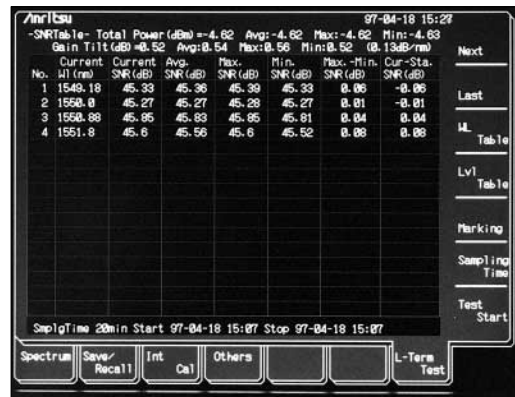 Anritsu 97-04-18 15:27
-SNRTable- Total Power(dBm)=-4.62 Avg:-4.62 Max:-4.62 Min:-4.63
Gain Tilt(dB)=0.52 Avg:0.54 Max:0.56 Min:0.52 (0.13dB/nm)
Current Current Avg. Max. Min. Max.-Min. Cur-Sta.
No. Wl(nm) SNR(dB) SNR(dB) SNR(dB) SNR(dB) SNR(dB) SNR(dB)
1 1549.18 45.33 45.36 45.39 45.33 0.06 -0.06
2 1550.0 45.27 45.27 45.28 45.27 0.01 -0.01
3 1550.88 45.85 45.83 45.85 45.81 0.04 0.04
4 1551.8 45.6 45.56 45.6 45.52 0.08 0.08
SmplgTime 20min Start 97-04-18 15:07 Stop 97-04-18 15:07
Next
Last
WL
Table
Lvl
Table
Marking
Sampling
Time
Test
Start
Spectrum
Save/
Recall
Int
Cal
Others
L-Term
Test